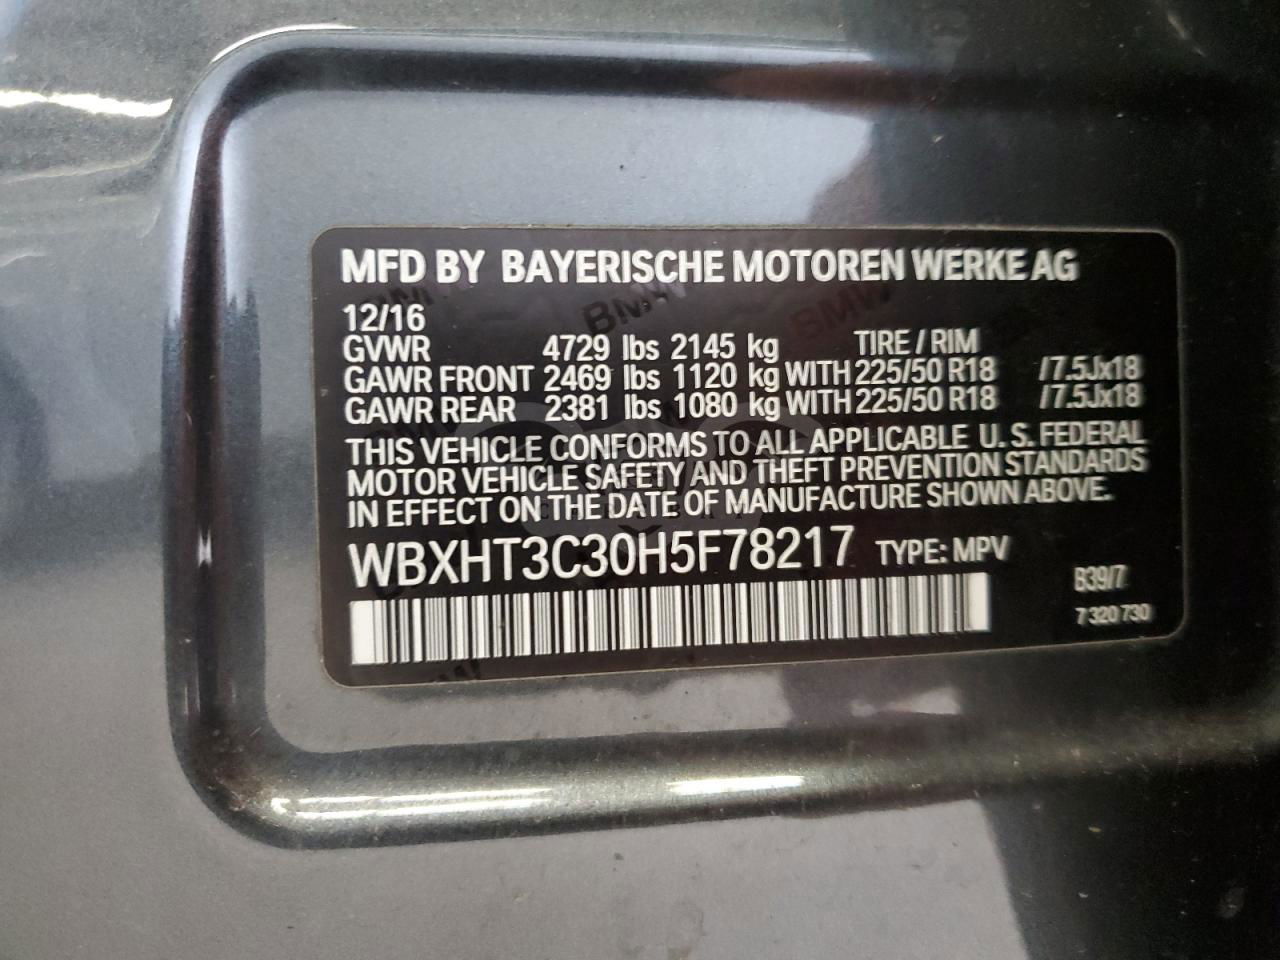 MFD BY BAYERISCHE MOTOREN WERKE AG
12/16
GVWR 4729 lbs 2145 kg TIRE / RIM
GAWR FRONT 2469 lbs 1120 kg WITH 225/50 R18 /7.5Jx18
GAWR REAR 2381 lbs 1080 kg WITH 225/50 R18 /7.5Jx18
THIS VEHICLE CONFORMS TO ALL APPLICABLE U. S. FEDERAL
MOTOR VEHICLE SAFETY AND THEFT PREVENTION STANDARDS
IN EFFECT ON THE DATE OF MANUFACTURE SHOWN ABOVE.
WBXHT3C30H5F78217 TYPE: MPV
B39/7
7 320 730